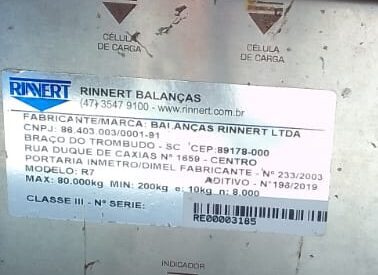 CÉLULA
DE CARGA
CÉLULA
DE CARGA
RINNERT
RINNERT BALANÇAS
(47) 3547 9100 - www.rinnert.com.br
FABRICANTE/MARCA: BALANÇAS RINNERT LTDA
CNPJ: 86.403.003/0001-81
BRAÇO DO TROMBUDO - SC CEP:89178-000
RUA DUQUE DE CAXIAS Nº 1659 - CENTRO
PORTARIA INMETRO/DIMEL FABRICANTE - Nº 233/2003
MODELO: R7 ADITIVO - Nº198/2019
MAX: 80.000kg MIN: 200kg e: 10kg n: 8.000
CLASSE III - Nº SERIE: RE00003185
INDICADOR